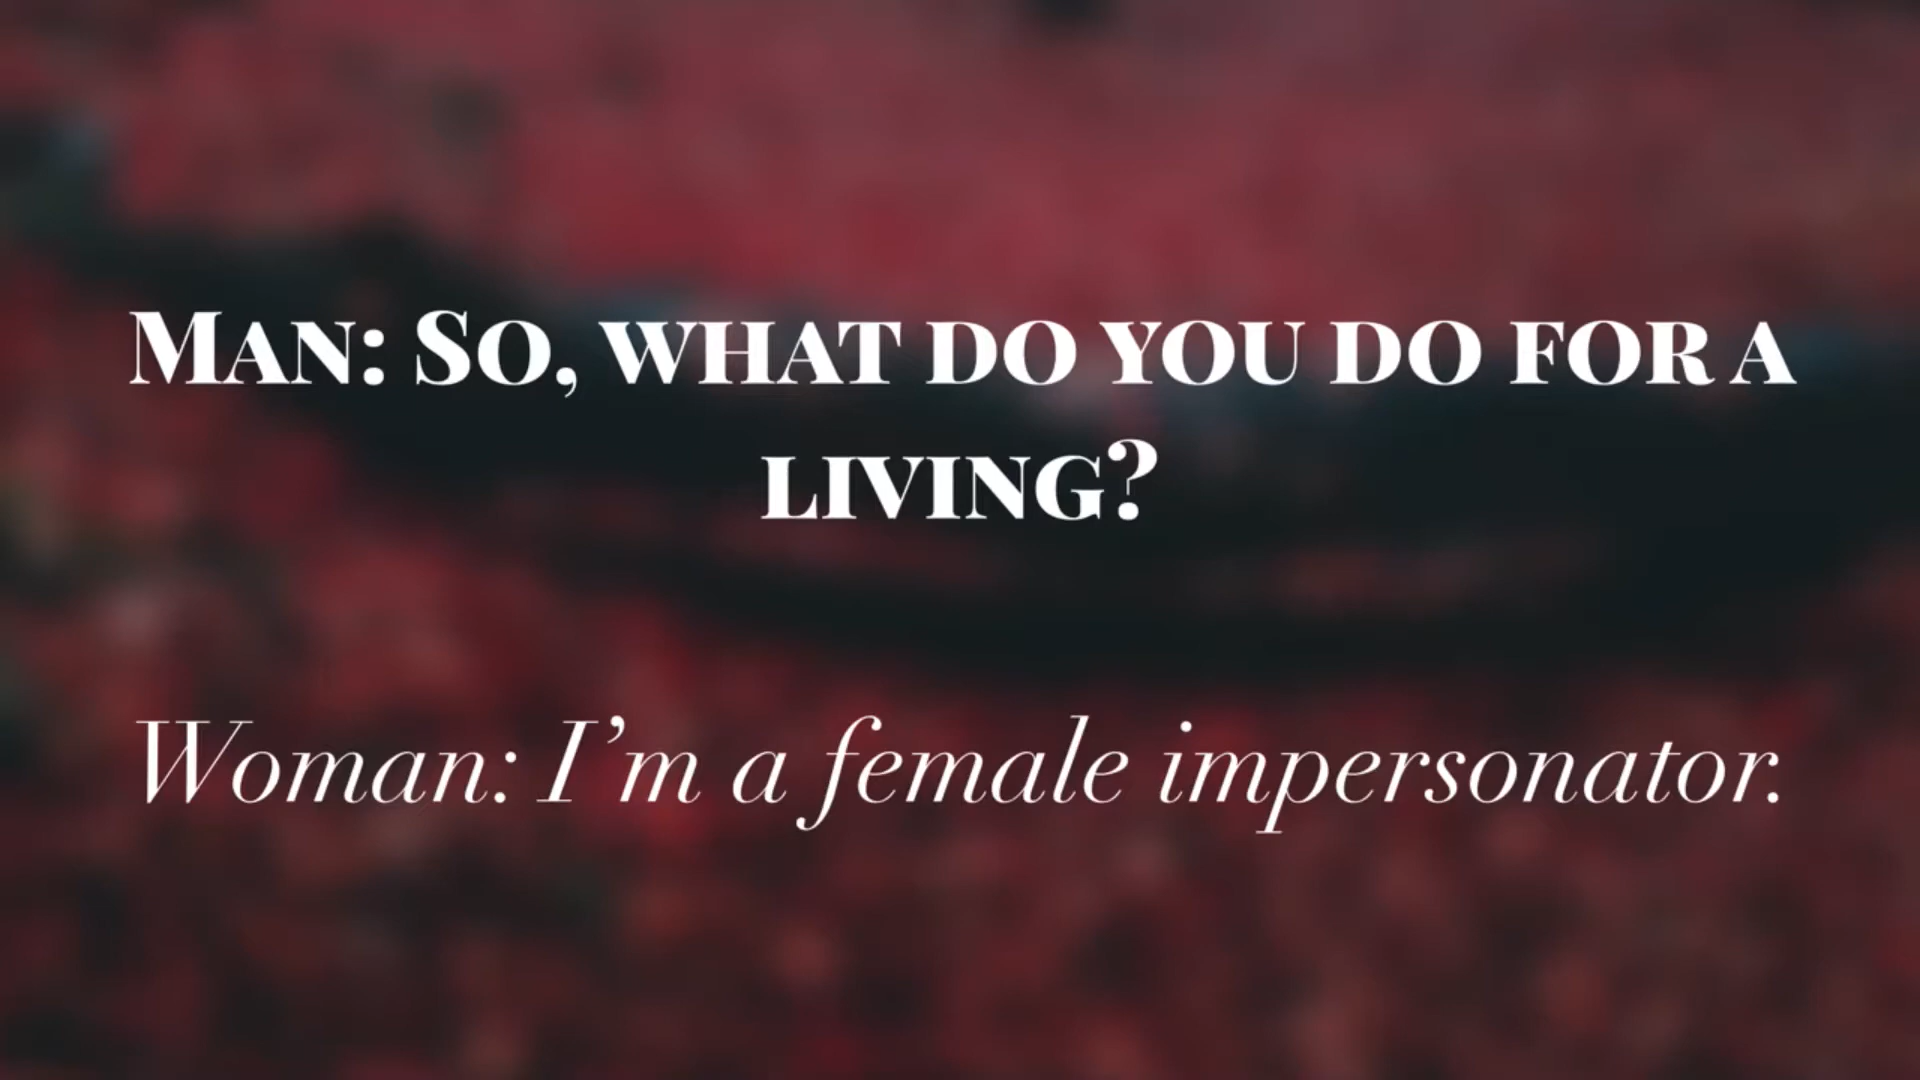 Man: So, what do you do for a
living?
Woman: I’m a female impersonator.